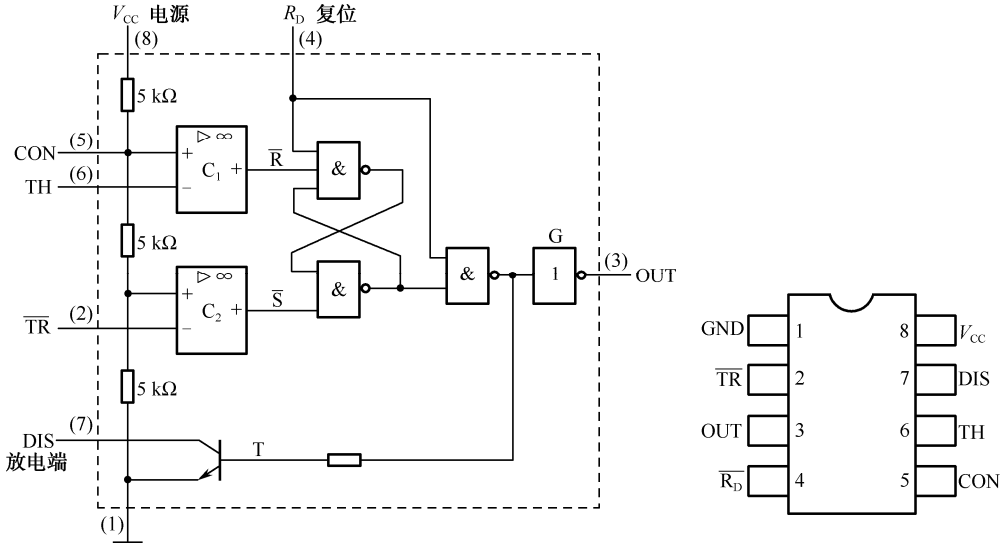 V_CC 电源
(8)
R_D 复位
(4)
5 kΩ
CON
(5)
TH
(6)
+
−
▷ ∞
C_1
+
R̅
&
5 kΩ
&
G
1
(3)
OUT
+
−
▷ ∞
C_2
+
S̅
&
T̅R̅
(2)
5 kΩ
DIS
放电端
(7)
T
(1)
GND
1
8
V_CC
T̅R̅
2
7
DIS
OUT
3
6
TH
R̅_D̅
4
5
CON